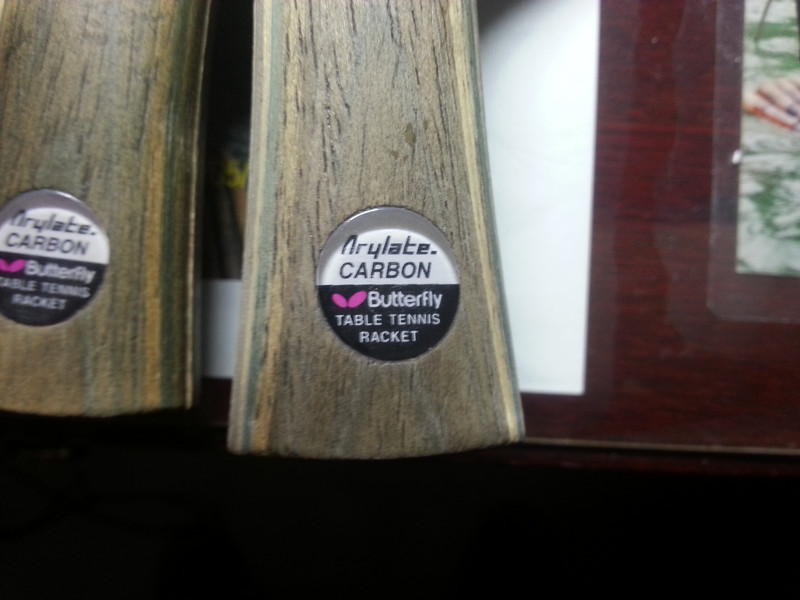 Arylate.
CARBON
Butterfly
TABLE TENNIS
RACKET
Arylate.
CARBON
Butterfly
TABLE TENNIS
RACKET